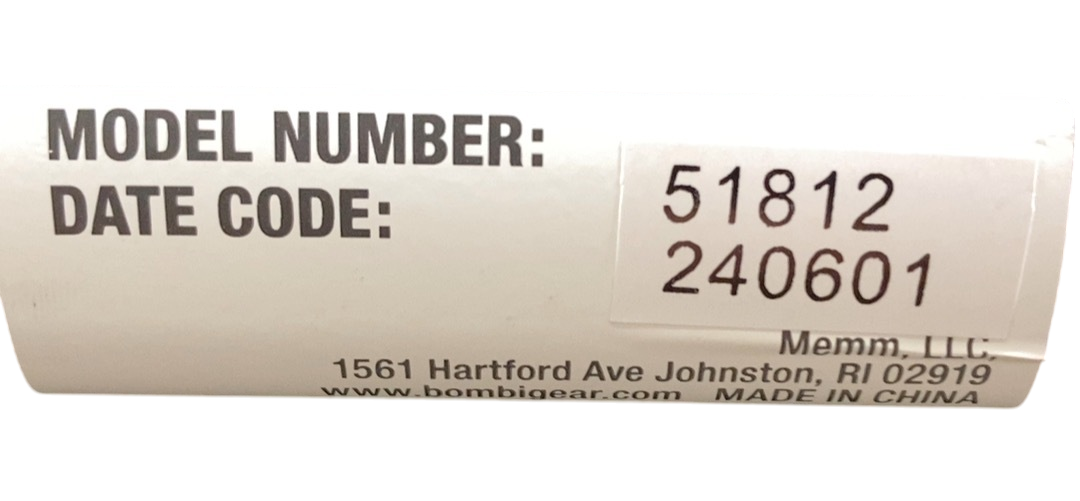 MODEL NUMBER: 51812
DATE CODE: 240601
Memm, LLC,
1561 Hartford Ave Johnston, RI 02919
www.bombigear.com MADE IN CHINA